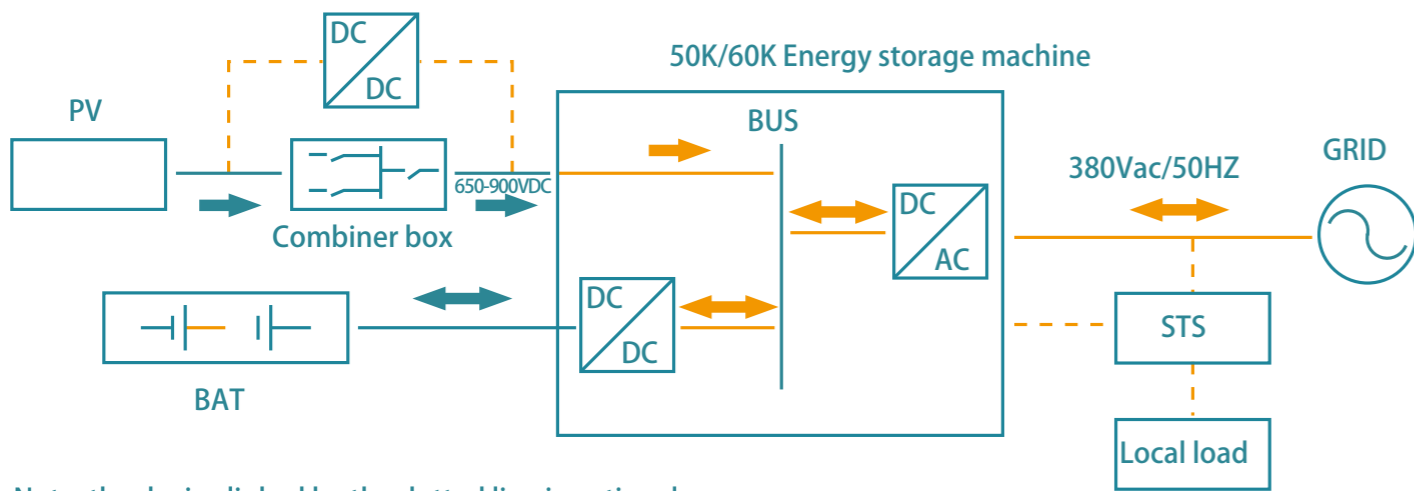 DC
DC
50K/60K Energy storage machine
PV
BUS
380Vac/50HZ
GRID
650-900VDC
Combiner box
DC
AC
DC
DC
STS
BAT
Local load